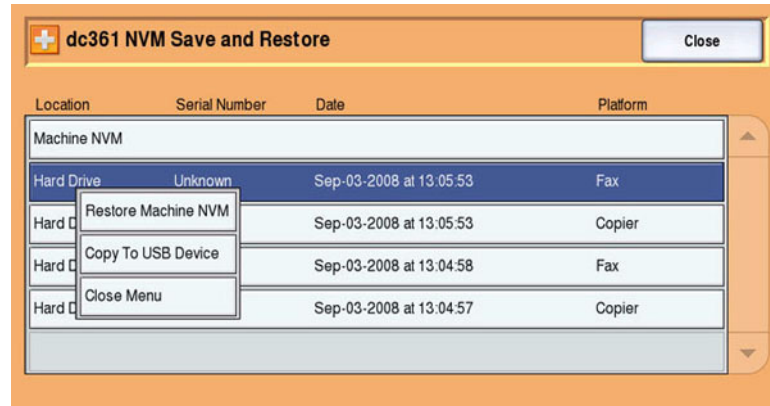 dc361 NVM Save and Restore
Close
Location Serial Number Date Platform
Machine NVM
Hard Drive Unknown Sep-03-2008 at 13:05:53 Fax
Restore Machine NVM
Hard D Sep-03-2008 at 13:05:53 Copier
Copy To USB Device
Hard D Sep-03-2008 at 13:04:58 Fax
Close Menu
Hard D Sep-03-2008 at 13:04:57 Copier